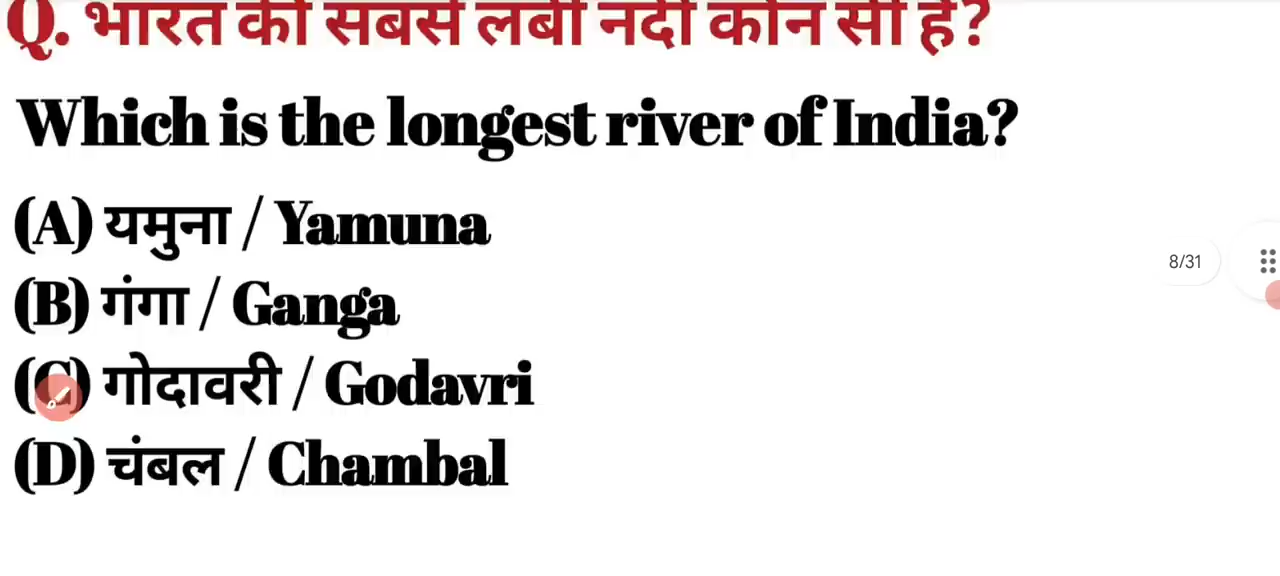 Q. भारत की सबसे लंबी नदी कौन सी है?
Which is the longest river of India?
(A) यमुना / Yamuna
8/31
(B) गंगा / Ganga
(C) गोदावरी / Godavri
(D) चंबल / Chambal